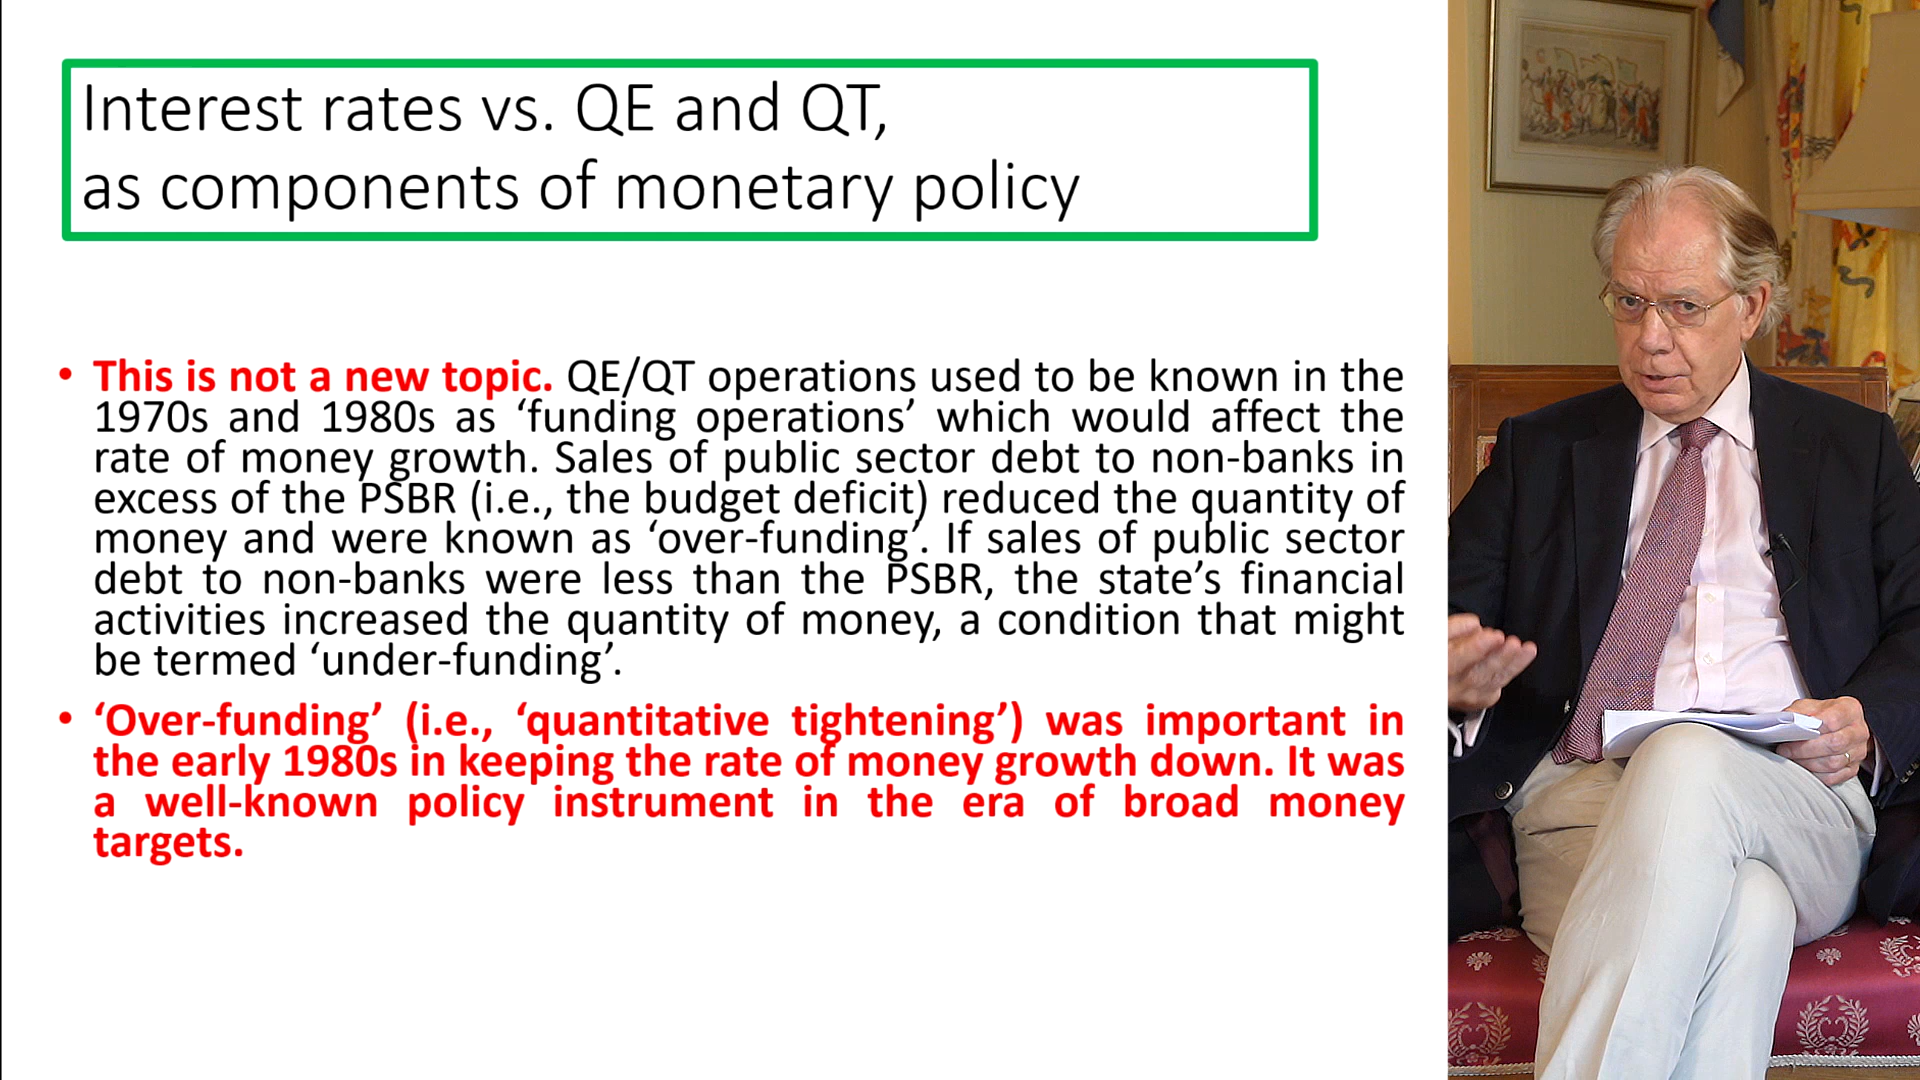 Interest rates vs. QE and QT,
as components of monetary policy
• This is not a new topic. QE/QT operations used to be known in the
1970s and 1980s as ‘funding operations’ which would affect the
rate of money growth. Sales of public sector debt to non-banks in
excess of the PSBR (i.e., the budget deficit) reduced the quantity of
money and were known as ‘over-funding’. If sales of public sector
debt to non-banks were less than the PSBR, the state’s financial
activities increased the quantity of money, a condition that might
be termed ‘under-funding’.
• ‘Over-funding’ (i.e., ‘quantitative tightening’) was important in
the early 1980s in keeping the rate of money growth down. It was
a well-known policy instrument in the era of broad money
targets.